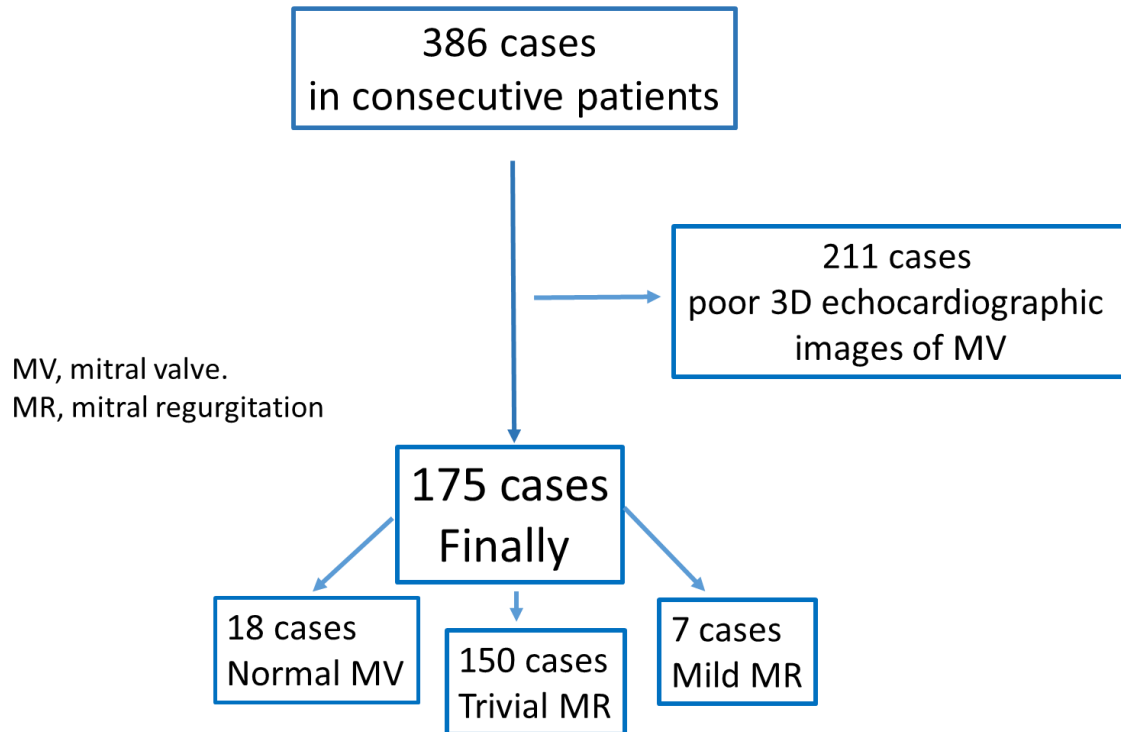 386 cases
in consecutive patients
211 cases
poor 3D echocardiographic
images of MV
MV, mitral valve.
MR, mitral regurgitation
175 cases
Finally
18 cases
Normal MV
150 cases
Trivial MR
7 cases
Mild MR